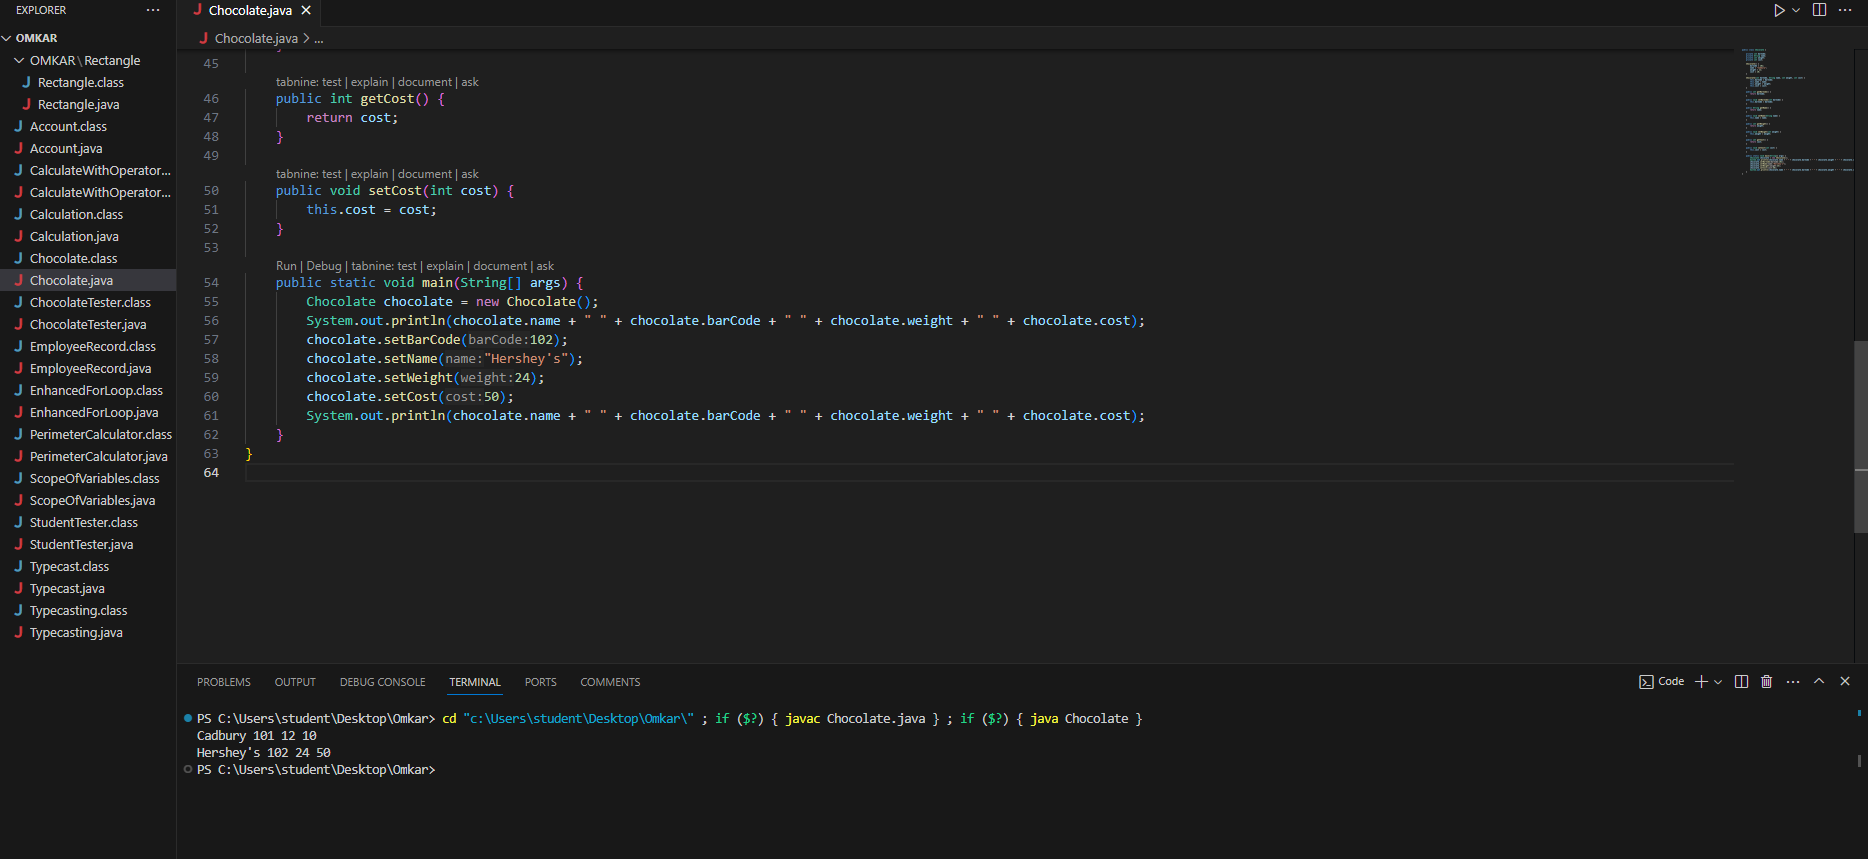 EXPLORER
OMKAR
OMKAR\Rectangle
Rectangle.class
Rectangle.java
Account.class
Account.java
CalculateWithOperator...
CalculateWithOperator...
Calculation.class
Calculation.java
Chocolate.class
Chocolate.java
ChocolateTester.class
ChocolateTester.java
EmployeeRecord.class
EmployeeRecord.java
EnhancedForLoop.class
EnhancedForLoop.java
PerimeterCalculator.class
PerimeterCalculator.java
ScopeOfVariables.class
ScopeOfVariables.java
StudentTester.class
StudentTester.java
Typecast.class
Typecast.java
Typecasting.class
Typecasting.java
Chocolate.java
Chocolate.java > ...
45
tabnine: test | explain | document | ask
46 public int getCost() {
47 return cost;
48 }
49
tabnine: test | explain | document | ask
50 public void setCost(int cost) {
51 this.cost = cost;
52 }
53
Run | Debug | tabnine: test | explain | document | ask
54 public static void main(String[] args) {
55 Chocolate chocolate = new Chocolate();
56 System.out.println(chocolate.name + " " + chocolate.barCode + " " + chocolate.weight + " " + chocolate.cost);
57 chocolate.setBarCode(barCode:102);
58 chocolate.setName(name:"Hershey's");
59 chocolate.setWeight(weight:24);
60 chocolate.setCost(cost:50);
61 System.out.println(chocolate.name + " " + chocolate.barCode + " " + chocolate.weight + " " + chocolate.cost);
62 }
63 }
64
PROBLEMS OUTPUT DEBUG CONSOLE TERMINAL PORTS COMMENTS
Code
PS C:\Users\student\Desktop\Omkar> cd "c:\Users\student\Desktop\Omkar\" ; if ($?) { javac Chocolate.java } ; if ($?) { java Chocolate }
Cadbury 101 12 10
Hershey's 102 24 50
PS C:\Users\student\Desktop\Omkar>